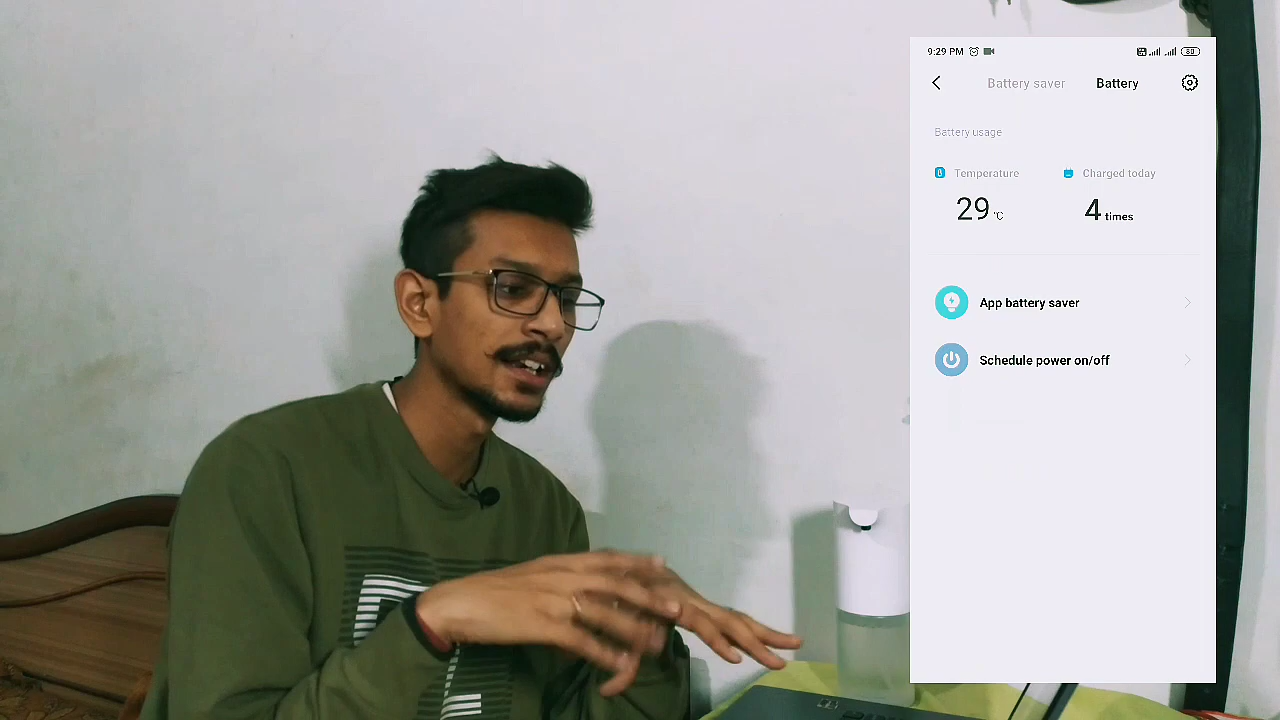 9:29 PM
Battery saver Battery
Battery usage
Temperature Charged today
29 °C 4 times
App battery saver
Schedule power on/off